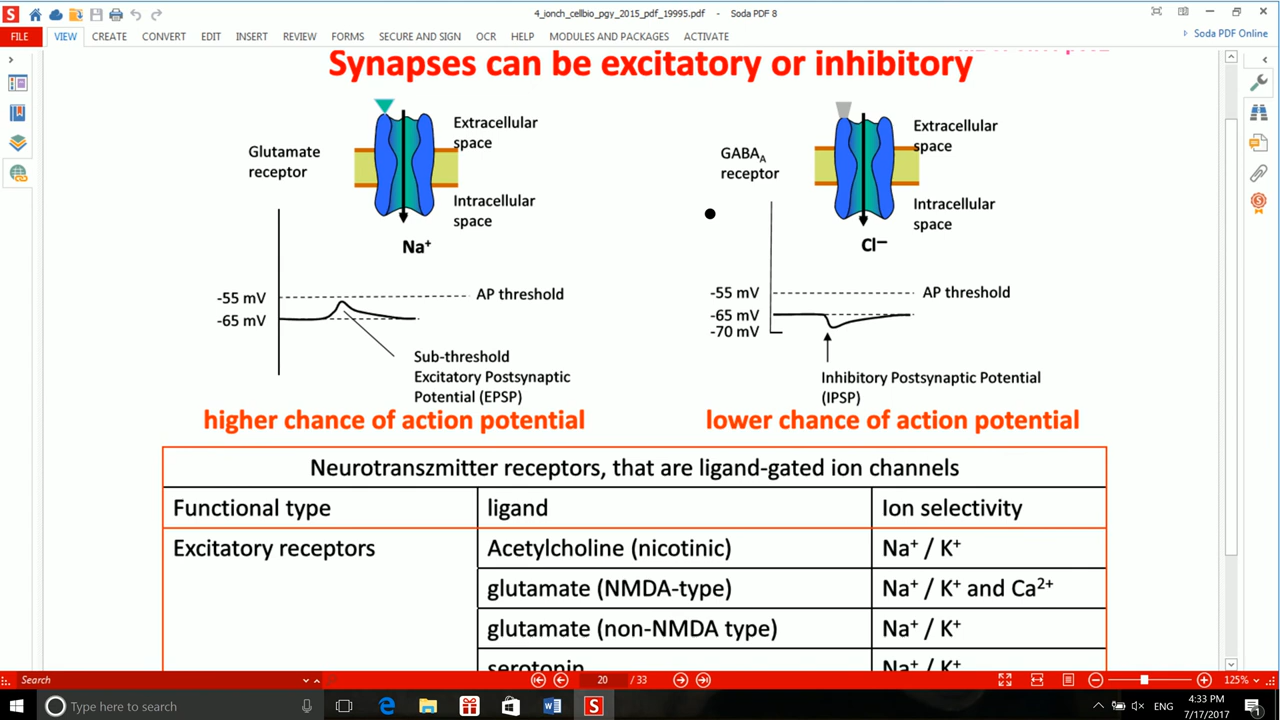 4_ionch_cellbio_pgy_2015_pdf_19995.pdf - Soda PDF 8
FILE VIEW CREATE CONVERT EDIT INSERT REVIEW FORMS SECURE AND SIGN OCR HELP MODULES AND PACKAGES ACTIVATE Soda PDF Online
Synapses can be excitatory or inhibitory
Glutamate
receptor
Extracellular
space
Intracellular
space
Na⁺
-55 mV
AP threshold
-65 mV
Sub-threshold
Excitatory Postsynaptic
Potential (EPSP)
higher chance of action potential
GABAA
receptor
Extracellular
space
Intracellular
space
Cl⁻
-55 mV
AP threshold
-65 mV
-70 mV
Inhibitory Postsynaptic Potential
(IPSP)
lower chance of action potential
Neurotranszmitter receptors, that are ligand-gated ion channels
Functional type ligand Ion selectivity
Excitatory receptors Acetylcholine (nicotinic) Na⁺ / K⁺
glutamate (NMDA-type) Na⁺ / K⁺ and Ca²⁺
glutamate (non-NMDA type) Na⁺ / K⁺
serotonin Na⁺ / K⁺
Search 20 / 33 125%
Type here to search ENG 4:33 PM
7/17/2017 1